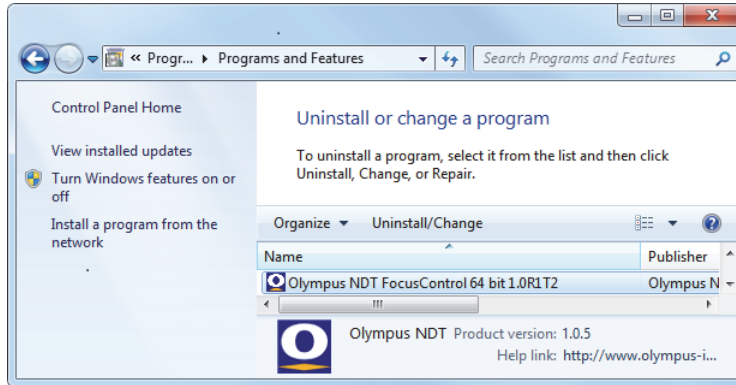 « Progr... ▸ Programs and Features
Search Programs and Features
Control Panel Home
View installed updates
Turn Windows features on or
off
Install a program from the
network
Uninstall or change a program
To uninstall a program, select it from the list and then click
Uninstall, Change, or Repair.
Organize Uninstall/Change
Name Publisher
Olympus NDT FocusControl 64 bit 1.0R1T2 Olympus N
Olympus NDT Product version: 1.0.5
Help link: http://www.olympus-i...